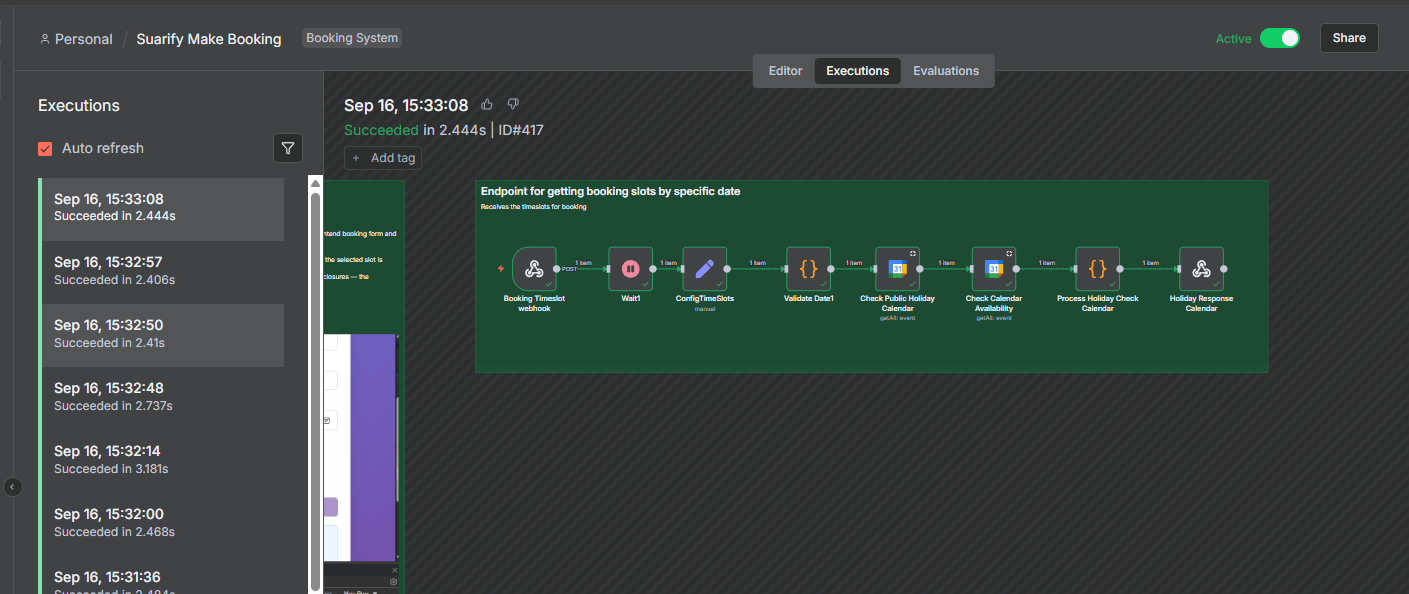 Personal / Suarify Make Booking Booking System
Active Share
Editor Executions Evaluations
Executions
Auto refresh
Sep 16, 15:33:08
Succeeded in 2.444s
Sep 16, 15:32:57
Succeeded in 2.406s
Sep 16, 15:32:50
Succeeded in 2.41s
Sep 16, 15:32:48
Succeeded in 2.737s
Sep 16, 15:32:14
Succeeded in 3.181s
Sep 16, 15:32:00
Succeeded in 2.468s
Sep 16, 15:31:36
Succeeded in 2.484s
Sep 16, 15:33:08
Succeeded in 2.444s | ID#417
+ Add tag
booking form and
the selected slot is
closures — the
Endpoint for getting booking slots by specific date
Receives the timeslots for booking
POST 1 item 1 item 1 item 1 item 1 item 1 item 1 item
31 31
Booking Timeslot webhook
Wait1
ConfigTimeSlots
manual
Validate Date1
Check Public Holiday Calendar
getAll: event
Check Calendar Availability
getAll: event
Process Holiday Check Calendar
Holiday Response Calendar